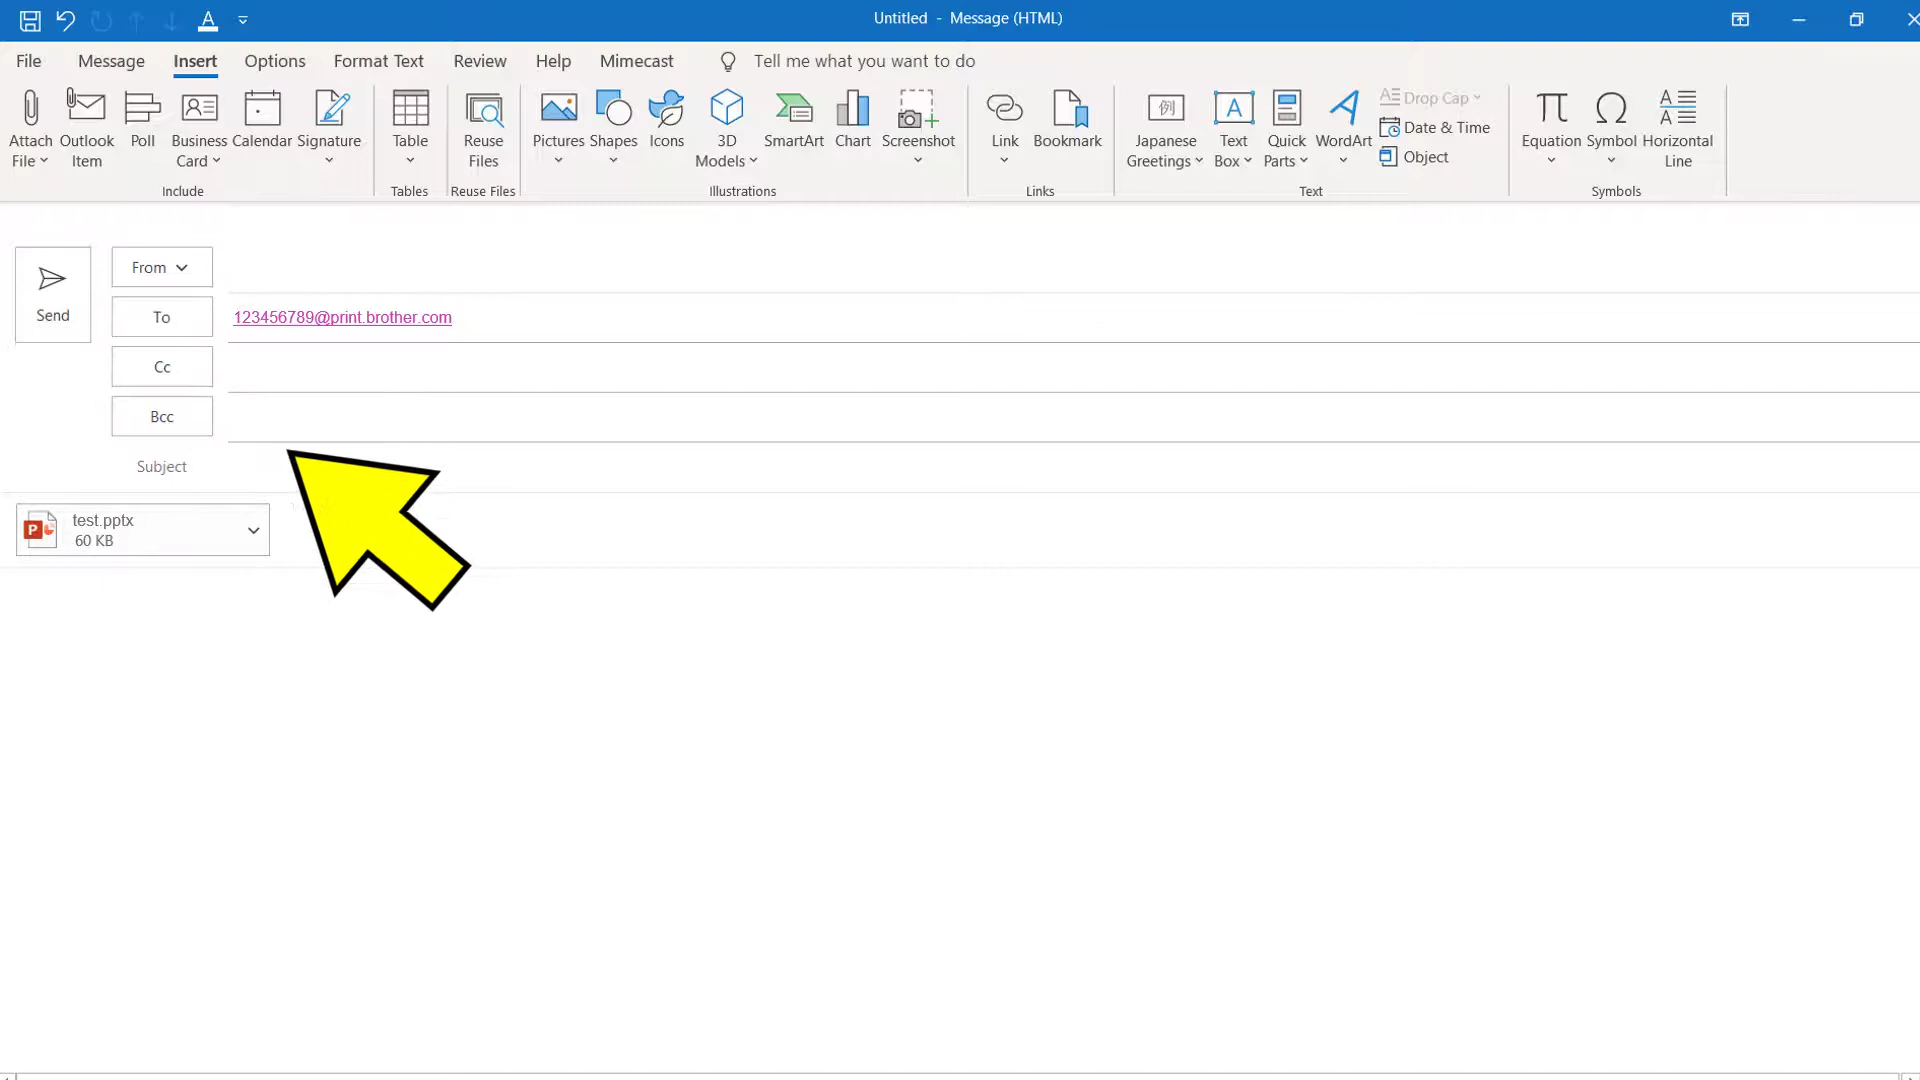 Untitled - Message (HTML)
File Message Insert Options Format Text Review Help Mimecast Tell me what you want to do
Attach File
Outlook Item
Poll
Business Card
Calendar
Signature
Table
Reuse Files
Pictures
Shapes
Icons
3D Models
SmartArt
Chart
Screenshot
Link
Bookmark
例
Japanese Greetings
A
Text Box
Quick Parts
WordArt
Drop Cap
Date & Time
Object
π
Equation
Ω
Symbol
Horizontal Line
Include
Tables
Reuse Files
Illustrations
Links
Text
Symbols
Send
From
To 123456789@print.brother.com
Cc
Bcc
Subject
test.pptx
60 KB